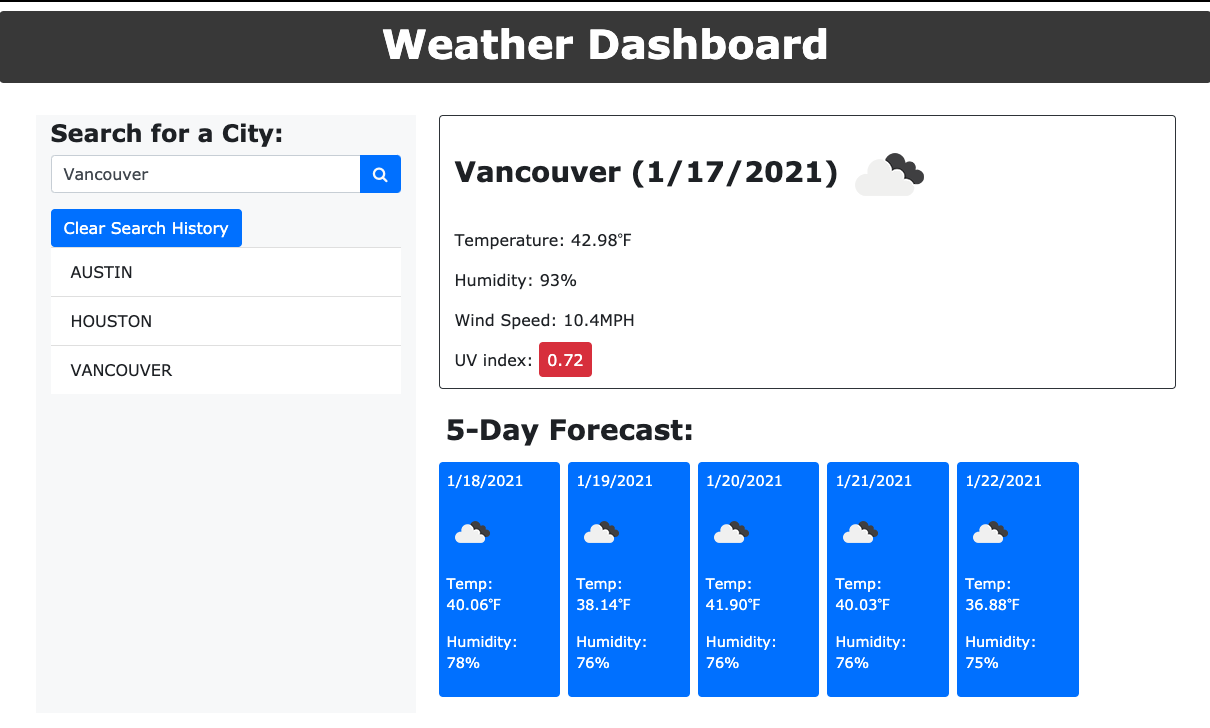 Weather Dashboard
Search for a City:
Vancouver
Clear Search History
AUSTIN
HOUSTON
VANCOUVER
Vancouver (1/17/2021)
Temperature: 42.98°F
Humidity: 93%
Wind Speed: 10.4MPH
UV index: 0.72
5-Day Forecast:
1/18/2021
Temp:
40.06°F
Humidity:
78%
1/19/2021
Temp:
38.14°F
Humidity:
76%
1/20/2021
Temp:
41.90°F
Humidity:
76%
1/21/2021
Temp:
40.03°F
Humidity:
76%
1/22/2021
Temp:
36.88°F
Humidity:
75%